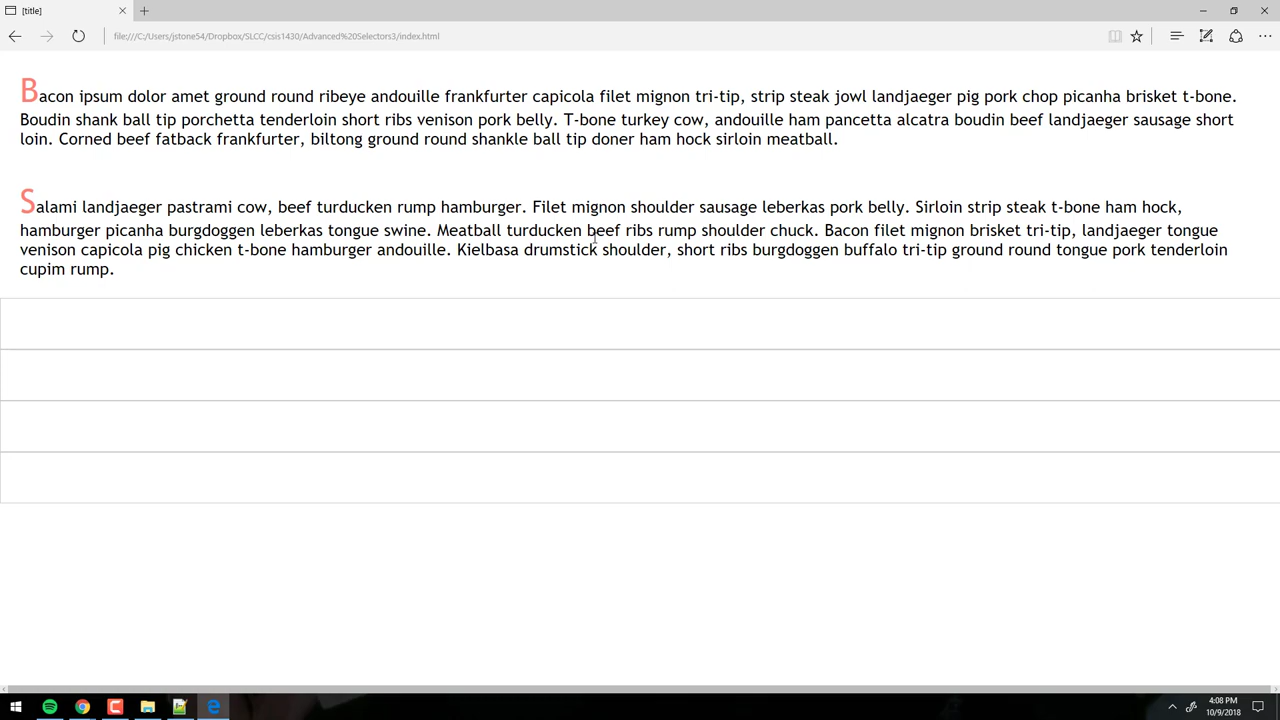 [title]
file:///C:/Users/jstone54/Dropbox/SLCC/csis1430/Advanced%20Selectors3/index.html
Bacon ipsum dolor amet ground round ribeye andouille frankfurter capicola filet mignon tri-tip, strip steak jowl landjaeger pig pork chop picanha brisket t-bone.
Boudin shank ball tip porchetta tenderloin short ribs venison pork belly. T-bone turkey cow, andouille ham pancetta alcatra boudin beef landjaeger sausage short
loin. Corned beef fatback frankfurter, biltong ground round shankle ball tip doner ham hock sirloin meatball.
Salami landjaeger pastrami cow, beef turducken rump hamburger. Filet mignon shoulder sausage leberkas pork belly. Sirloin strip steak t-bone ham hock,
hamburger picanha burgdoggen leberkas tongue swine. Meatball turducken beef ribs rump shoulder chuck. Bacon filet mignon brisket tri-tip, landjaeger tongue
venison capicola pig chicken t-bone hamburger andouille. Kielbasa drumstick shoulder, short ribs burgdoggen buffalo tri-tip ground round tongue pork tenderloin
cupim rump.
4:08 PM
10/9/2018